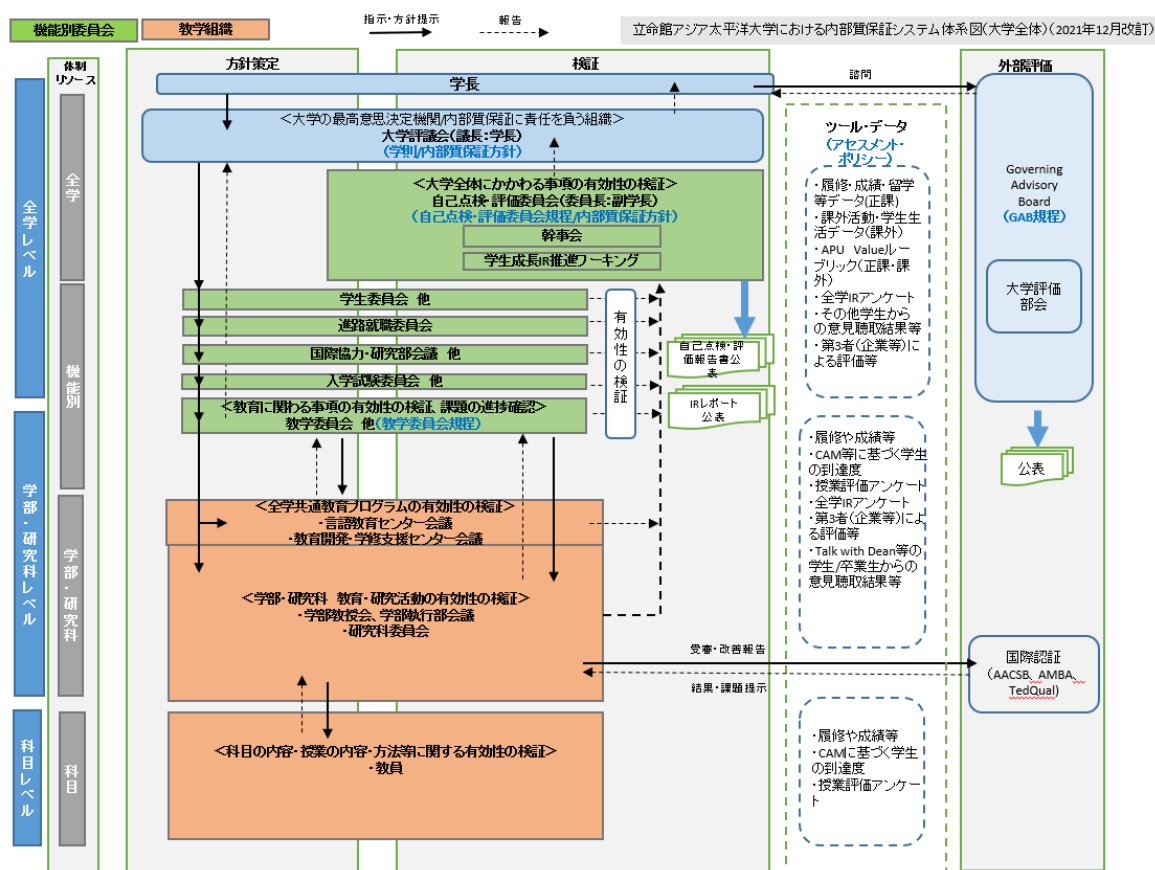 機能別委員会
教学組織
指示・方針提示
報告
立命館アジア太平洋大学における内部質保証システム体系図(大学全体)(2021年12月改訂)
体制
リソース
方針策定
検証
外部評価
学長
諮問
<大学の最高意思決定機関/内部質保証に責任を負う組織>
大学評議会(議長:学長)
(学則/内部質保証方針)
<大学全体にかかわる事項の有効性の検証>
自己点検・評価委員会(委員長:副学長)
(自己点検・評価委員会規程/内部質保証方針)
幹事会
学生成長IR推進ワーキング
学生委員会 他
進路就職委員会
国際協力・研究部会議 他
入学試験委員会 他
<教育に関わる事項の有効性の検証、課題の進捗確認>
教学委員会 他(教学委員会規程)
有効性の検証
自己点検・評
価報告書公
表
IRレポート
公表
<全学共通教育プログラムの有効性の検証>
・言語教育センター会議
・教育開発・学修支援センター会議
<学部・研究科 教育・研究活動の有効性の検証>
・学部教授会、学部執行部会議
・研究科委員会
受審・改善報告
結果・課題提示
<科目の内容・授業の内容・方法等に関する有効性の検証>
・教員
全学レベル
学部・研究科レベル
科目レベル
全学
機能別
学部・研究科
科目
ツール・データ
(アセスメント・
ポリシー)
・履修・成績・留学
等データ(正課)
・課外活動・学生生
活データ(課外)
・APU Valueルー
ブリック(正課・課
外)
・全学IRアンケート
・その他学生から
の意見聴取結果等
・第3者(企業等)
による評価等
・履修や成績等
・CAM等に基づく学生
の到達度
・授業評価アンケート
・全学IRアンケート
・第3者(企業等)によ
る評価等
・Talk with Dean等の
学生/卒業生からの
意見聴取結果等
・履修や成績等
・CAMに基づく学生
の到達度
・授業評価アンケー
ト
Governing
Advisory
Board
(GAB規程)
大学評価
部会
公表
国際認証
(AACSB、AMBA、
TedQual)